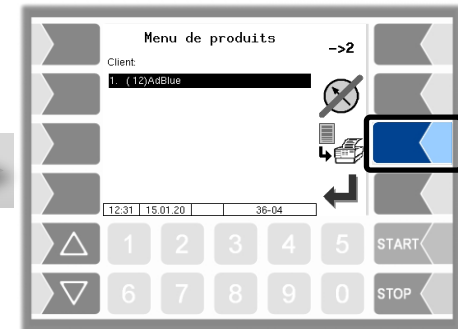 Menu de produits
->2
Client:
1. ( 12)AdBlue
12:31 15.01.20 36-04
1 2 3 4 5 START
6 7 8 9 0 STOP